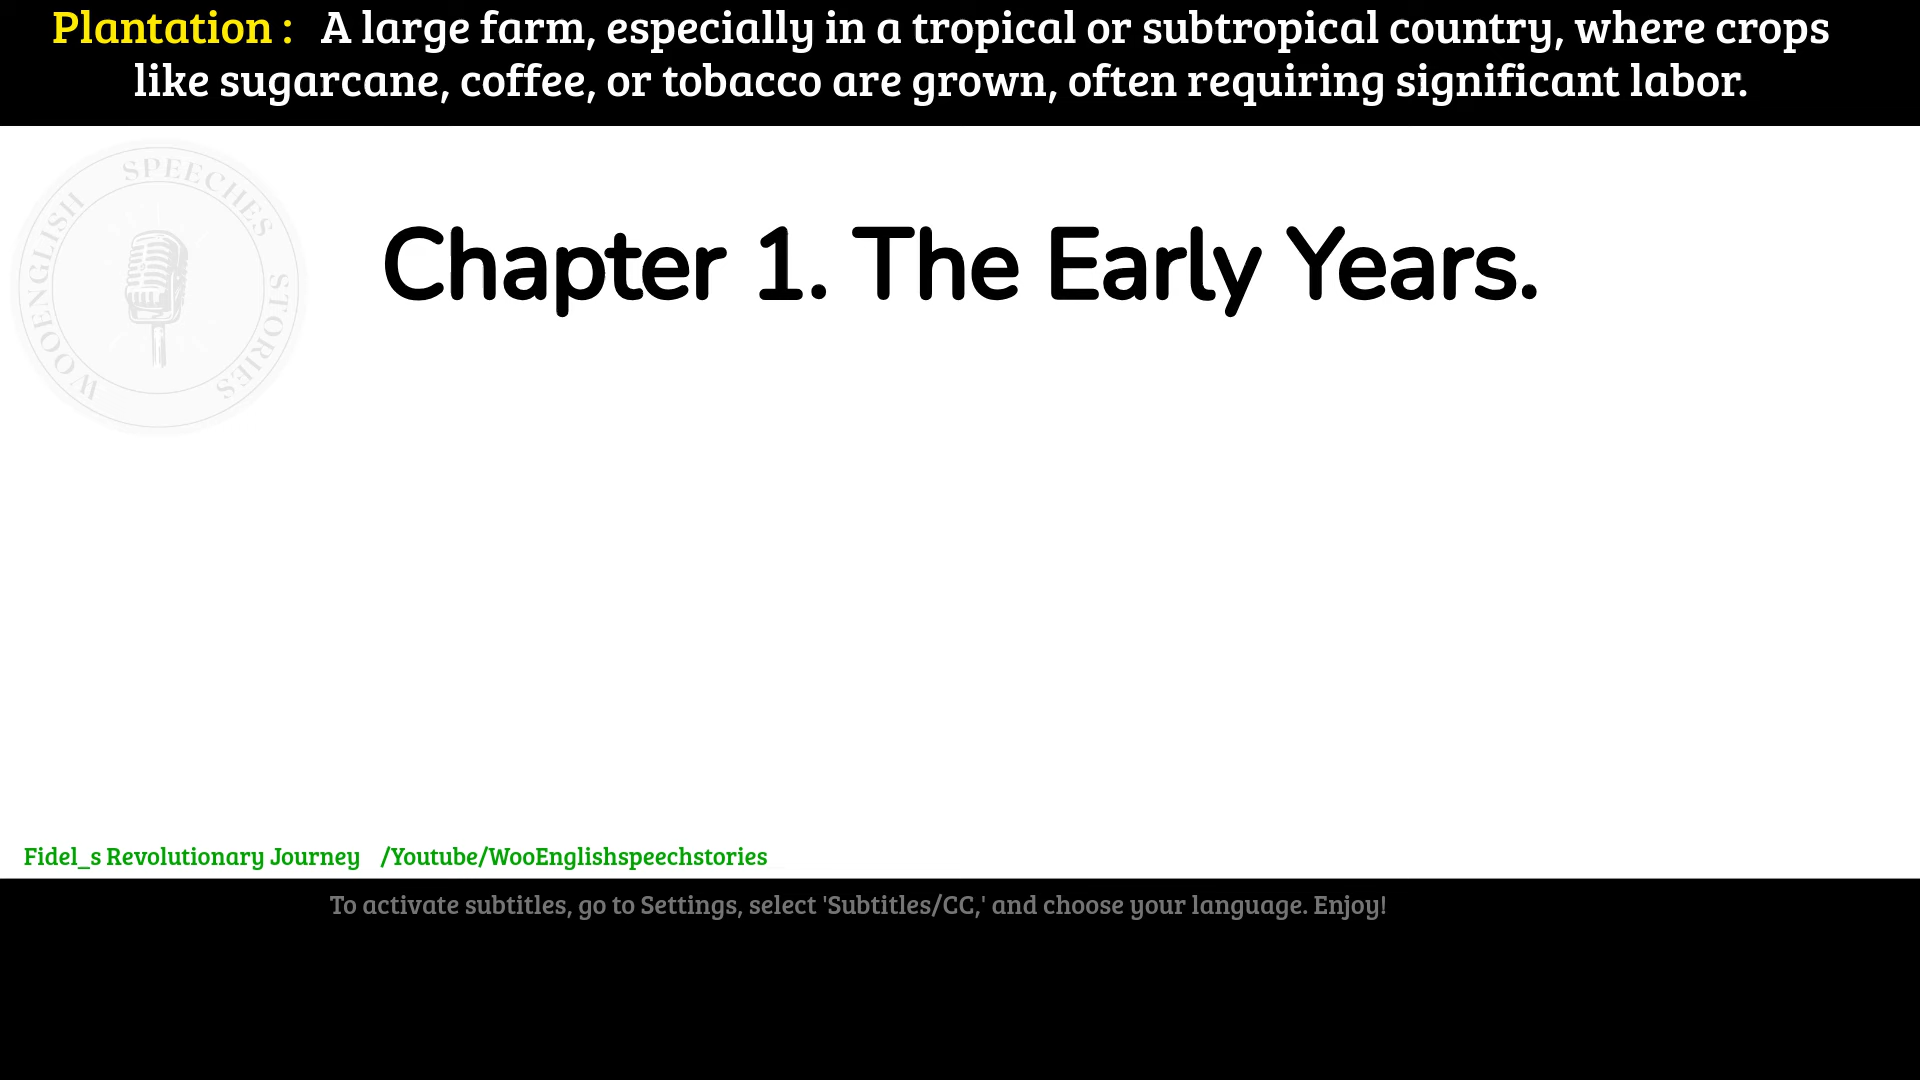 Plantation : A large farm, especially in a tropical or subtropical country, where crops
like sugarcane, coffee, or tobacco are grown, often requiring significant labor.
WOOENGLISH SPEECHES STORIES
Chapter 1. The Early Years.
Fidel_s Revolutionary Journey /Youtube/WooEnglishspeechstories
To activate subtitles, go to Settings, select 'Subtitles/CC,' and choose your language. Enjoy!